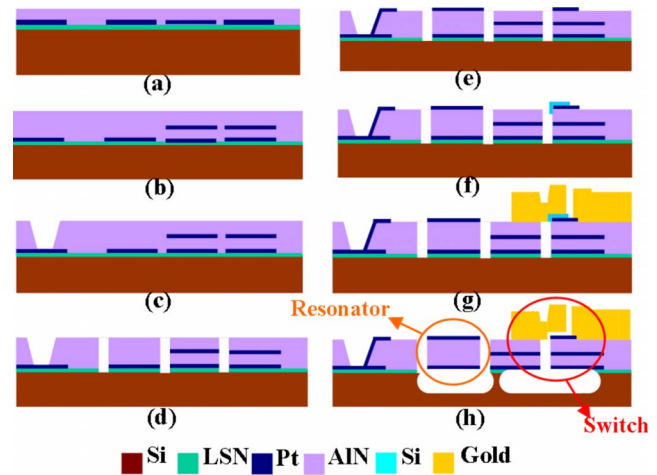 (a)
(e)
(b)
(f)
(c)
(g)
Resonator
(d)
(h)
Switch
Si LSN Pt AlN Si Gold